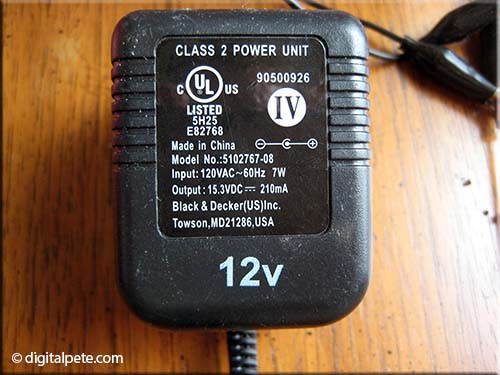 CLASS 2 POWER UNIT
C UL US
LISTED
5H25
E82768
90500926
IV
Made in China
Model No.:5102767-08
Input:120VAC~60Hz 7W
Output:15.3VDC⎓ 210mA
Black & Decker(US)Inc.
Towson,MD21286,USA
12v
© digitalpete.com